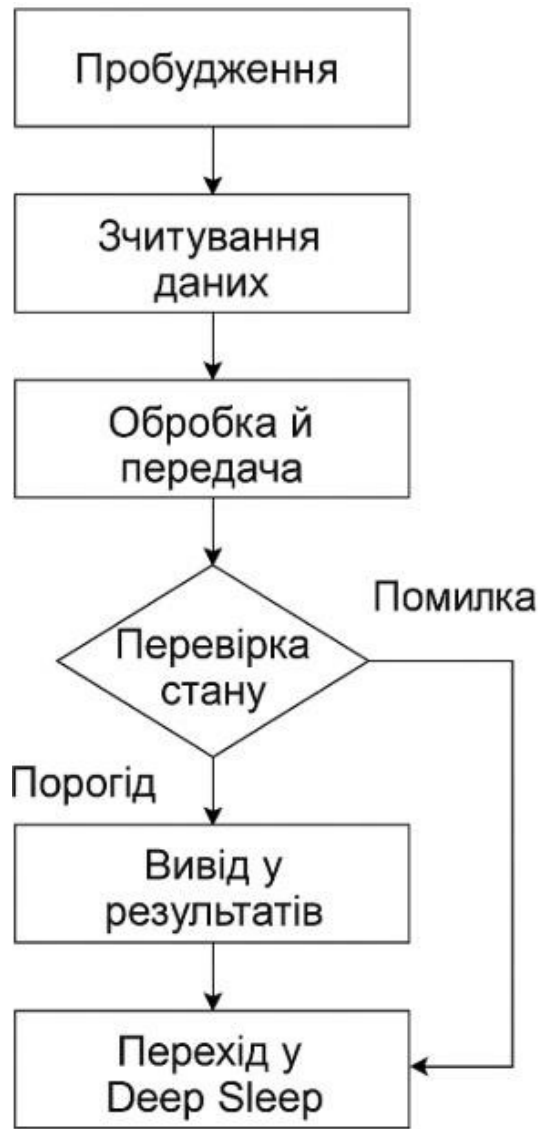 Пробудження
Зчитування
даних
Обробка й
передача
Помилка
Перевірка
стану
Порогід
Вивід у
результатів
Перехід у
Deep Sleep